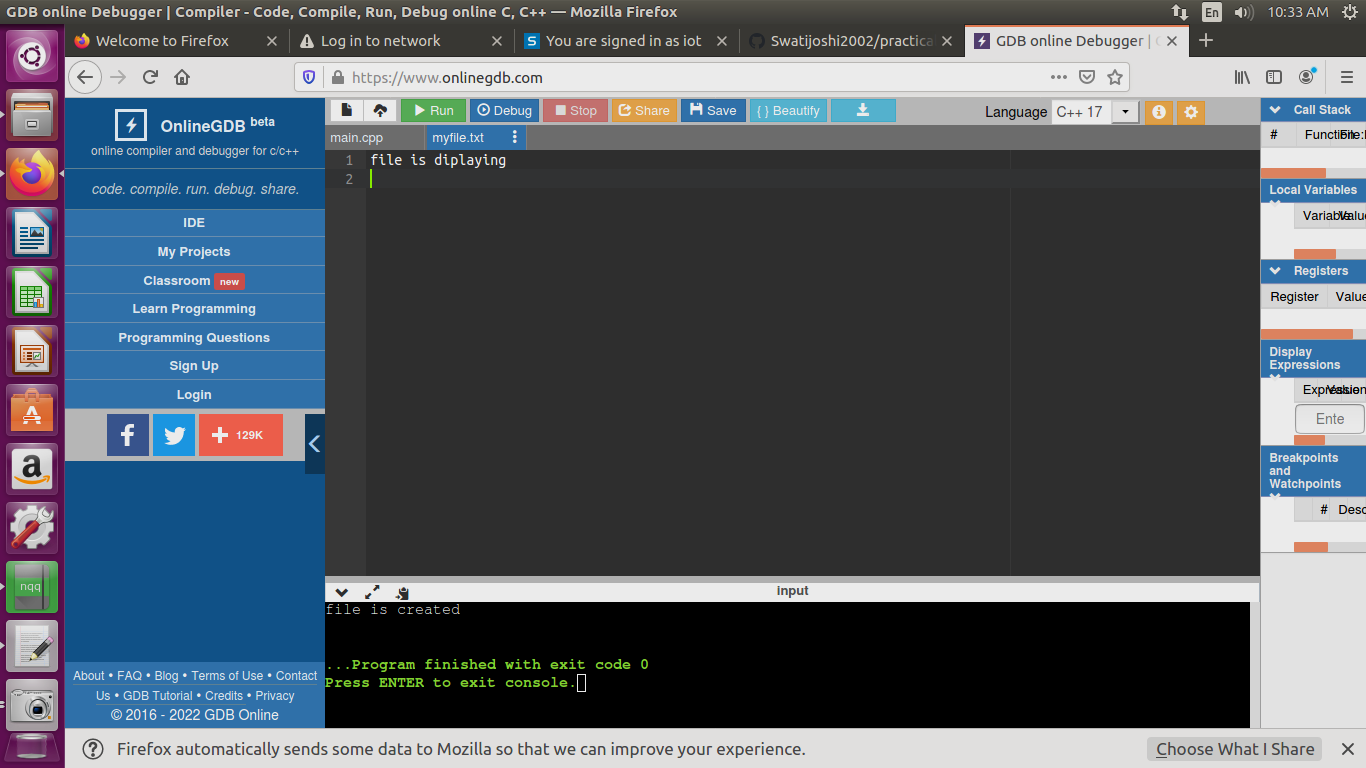 GDB online Debugger | Compiler - Code, Compile, Run, Debug online C, C++ — Mozilla Firefox
En
10:33 AM
Welcome to Firefox
Log in to network
You are signed in as iot
Swatijoshi2002/practica
GDB online Debugger |
https://www.onlinegdb.com
OnlineGDB beta
online compiler and debugger for c/c++
code. compile. run. debug. share.
IDE
My Projects
Classroom new
Learn Programming
Programming Questions
Sign Up
Login
129K
About • FAQ • Blog • Terms of Use • Contact
Us • GDB Tutorial • Credits • Privacy
© 2016 - 2022 GDB Online
Run
Debug
Stop
Share
Save
{ } Beautify
Language
C++ 17
main.cpp
myfile.txt
1 file is diplaying
2
input
file is created
...Program finished with exit code 0
Press ENTER to exit console.
Call Stack
# Function
Local Variables
Variable
Registers
Register Value
Display
Expressions
Expression
Ente
Breakpoints
and
Watchpoints
# Desc
a
nqq
Firefox automatically sends some data to Mozilla so that we can improve your experience.
Choose What I Share